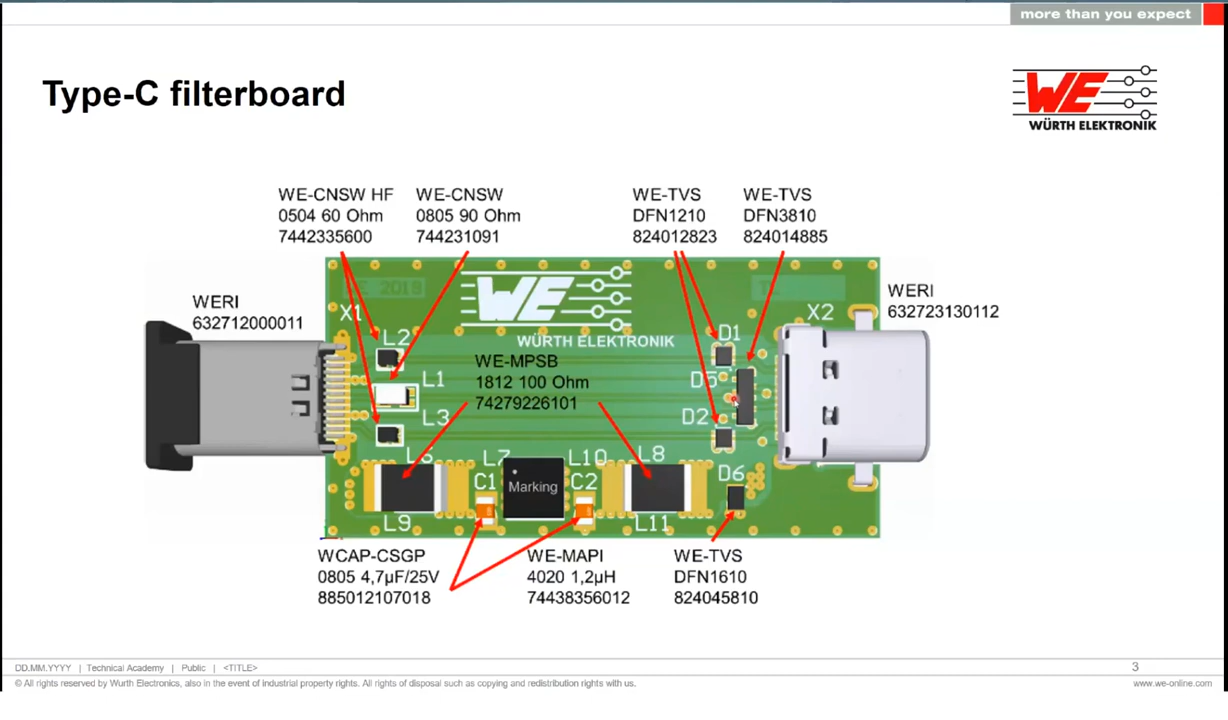 more than you expect
Type-C filterboard
WE
WÜRTH ELEKTRONIK
WE-CNSW HF
0504 60 Ohm
7442335600
WE-CNSW
0805 90 Ohm
744231091
WE-TVS
DFN1210
824012823
WE-TVS
DFN3810
824014885
WERI
632712000011
WERI
632723130112
2019
X1
WE
WÜRTH ELEKTRONIK
X2
L2
D1
WE-MPSB
1812 100 Ohm
74279226101
L1
D5
L3
D2
L6
L7
L10
L8
D6
C1
Marking
C2
L9
L11
WCAP-CSGP
0805 4,7µF/25V
885012107018
WE-MAPI
4020 1,2µH
74438356012
WE-TVS
DFN1610
824045810
DD.MM.YYYY | Technical Academy | Public | <TITLE>
3
© All rights reserved by Wurth Electronics, also in the event of industrial property rights. All rights of disposal such as copying and redistribution rights with us.
www.we-online.com